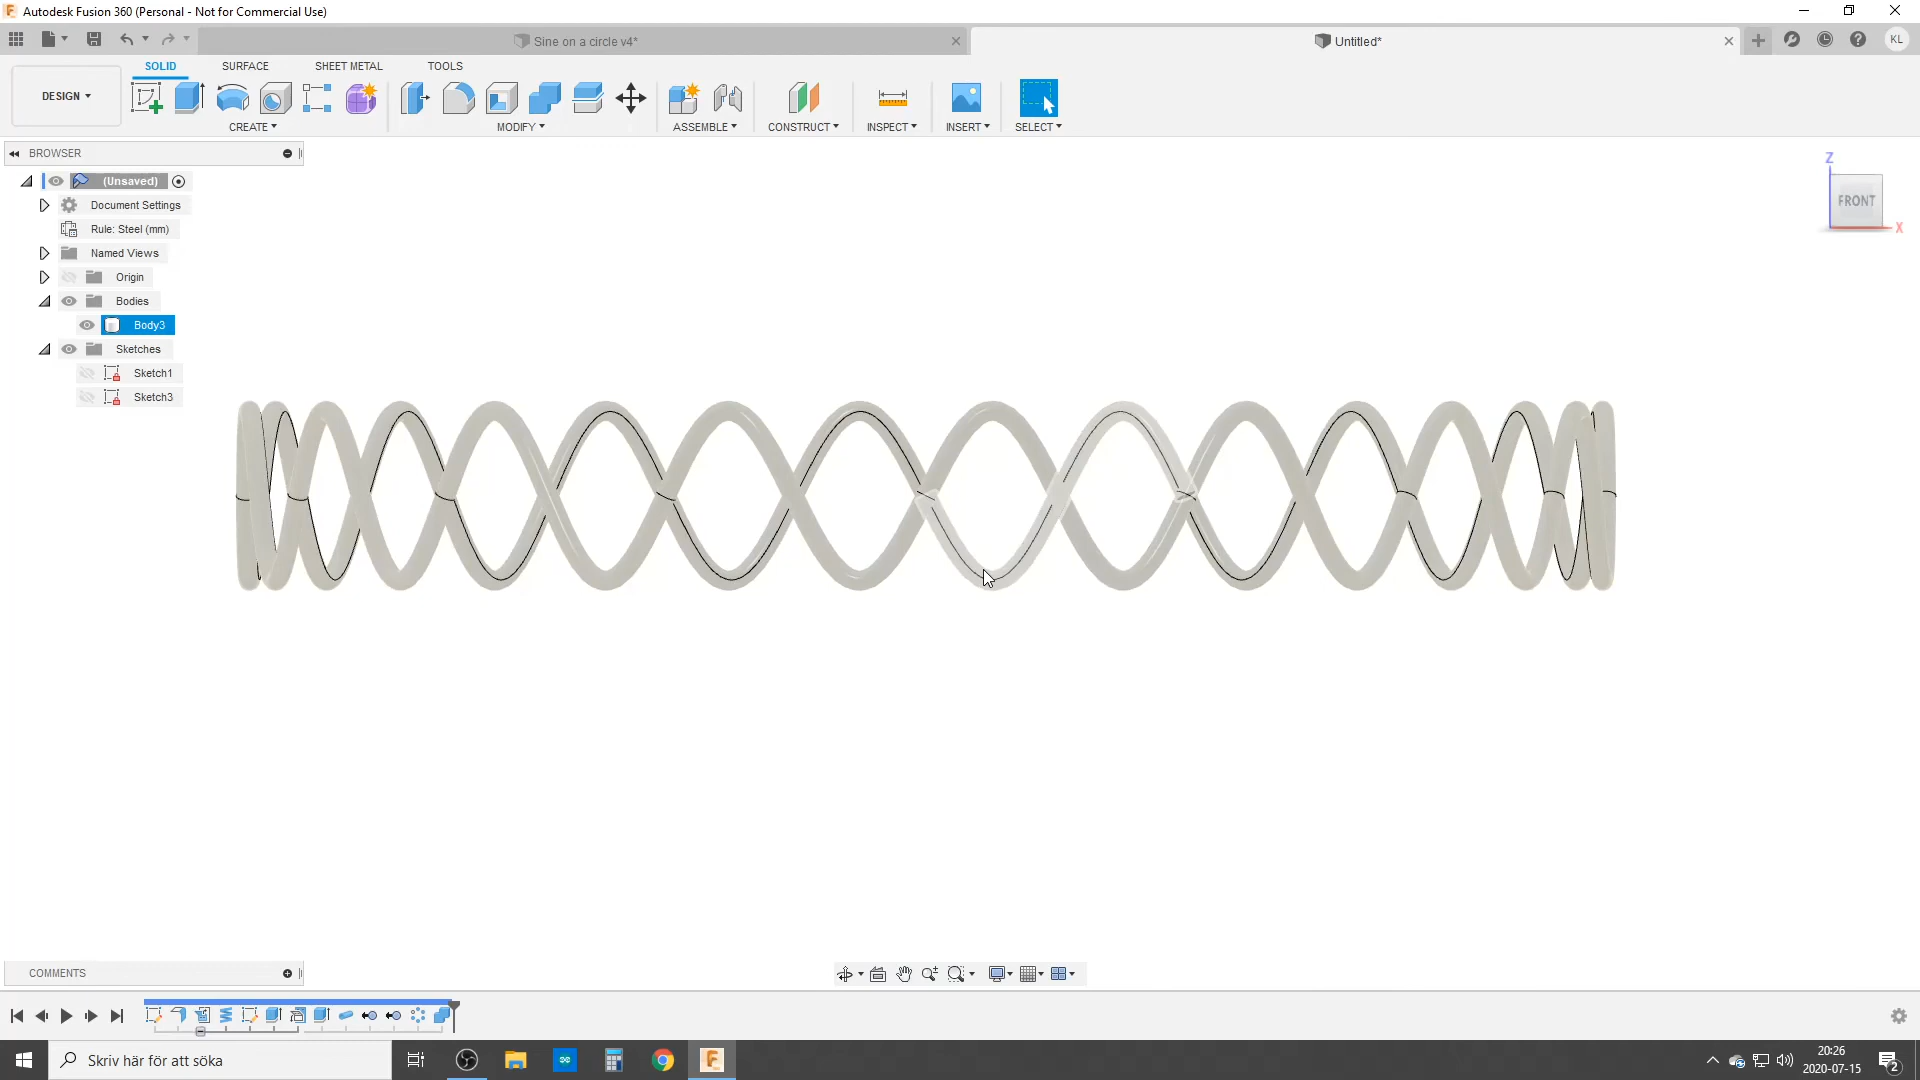 Autodesk Fusion 360 (Personal - Not for Commercial Use)
Sine on a circle v4*
Untitled*
KL
DESIGN
SOLID
SURFACE
SHEET METAL
TOOLS
CREATE
MODIFY
ASSEMBLE
CONSTRUCT
INSPECT
INSERT
SELECT
BROWSER
(Unsaved)
Document Settings
Rule: Steel (mm)
Named Views
Origin
Bodies
Body3
Sketches
Sketch1
Sketch3
Z
FRONT
X
COMMENTS
Skriv här för att söka
20:26
2020-07-15
2